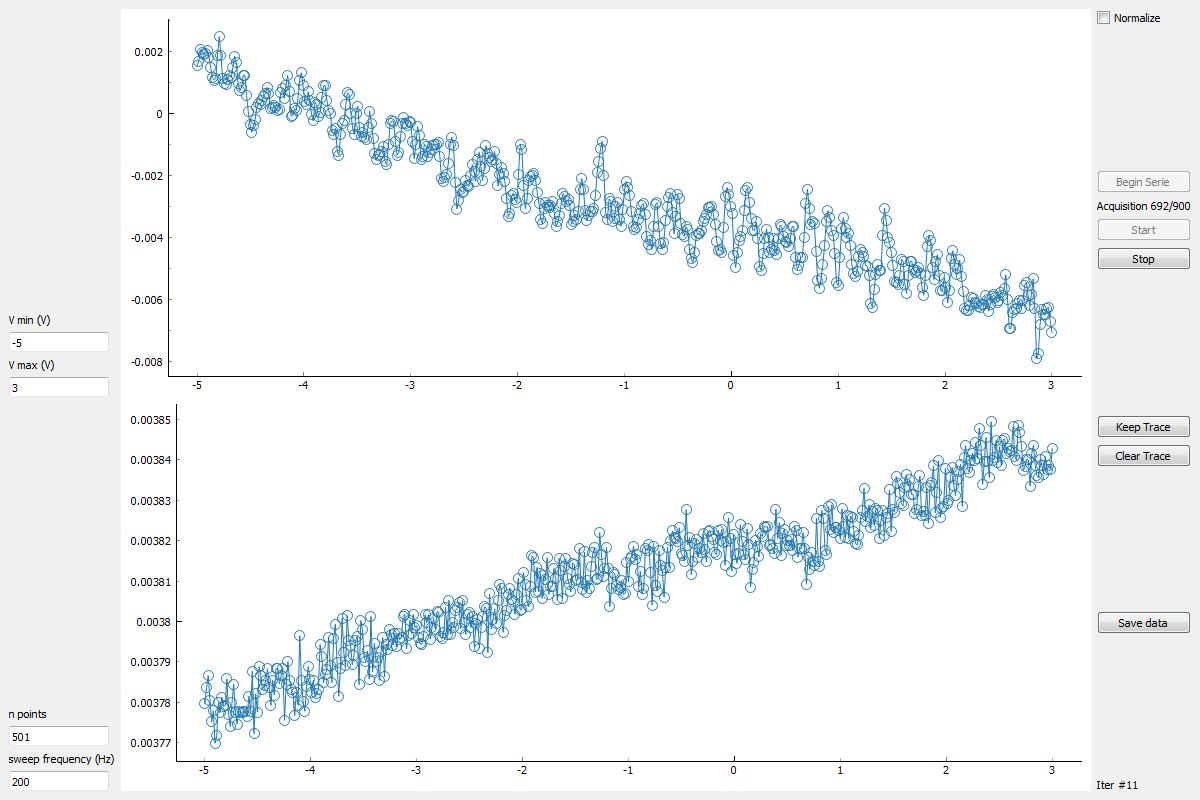 Normalize
0.002
0
-0.002
-0.004
-0.006
-0.008
-5 -4 -3 -2 -1 0 1 2 3
Begin Serie
Acquisition 692/900
Start
Stop
V min (V)
-5
V max (V)
3
0.00385
0.00384
0.00383
0.00382
0.00381
0.0038
0.00379
0.00378
0.00377
-5 -4 -3 -2 -1 0 1 2 3
Keep Trace
Clear Trace
Save data
n points
501
sweep frequency (Hz)
200
Iter #11